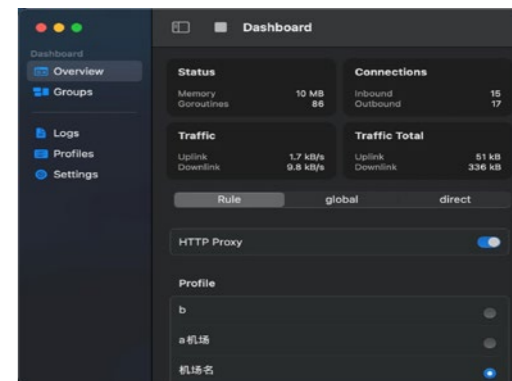 Dashboard
Dashboard
Overview
Groups
Logs
Profiles
Settings
Status
Memory 10 MB
Goroutines 86
Connections
Inbound 15
Outbound 17
Traffic
Uplink 1.7 kB/s
Downlink 9.8 kB/s
Traffic Total
Uplink 51 kB
Downlink 336 kB
Rule global direct
HTTP Proxy
Profile
b
a机场
机场名